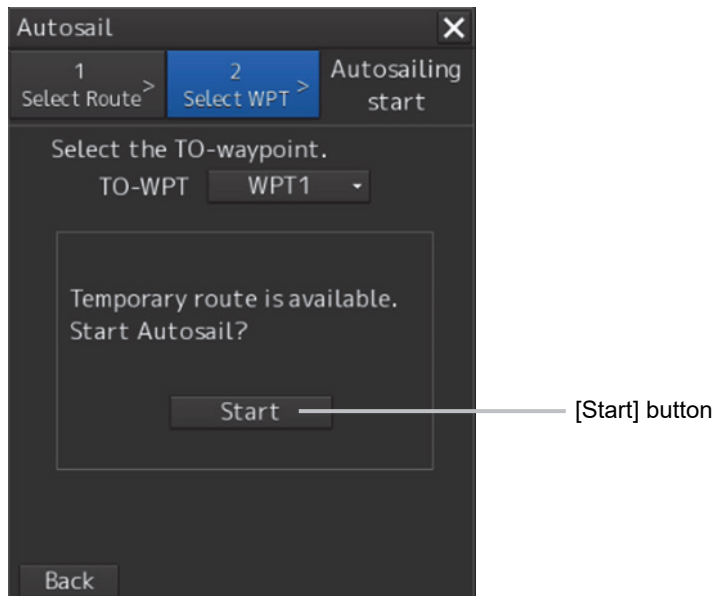 Autosail
1
Select Route >
2
Select WPT >
Autosailing
start
Select the TO-waypoint.
TO-WPT WPT1
Temporary route is available.
Start Autosail?
Start
[Start] button
Back